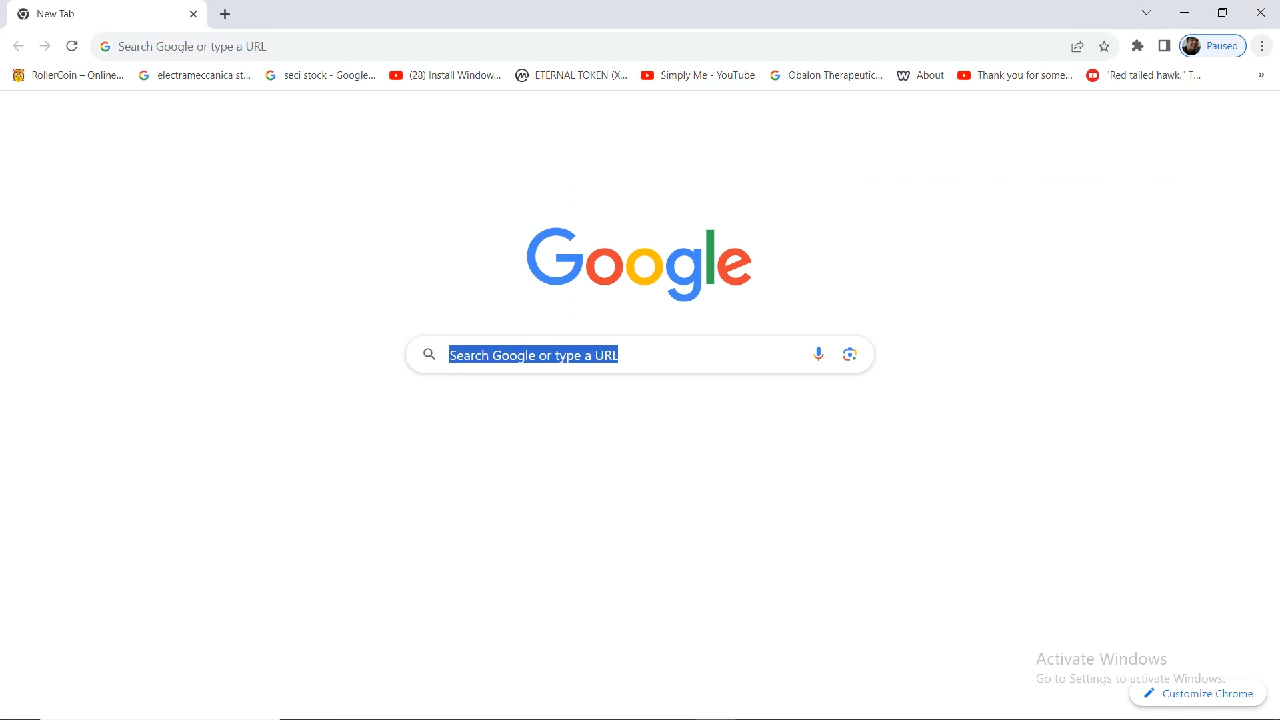 New Tab
Search Google or type a URL
Paused
RollerCoin – Online...
electrameccanica st...
seci stock - Google...
(28) Install Window...
ETERNAL TOKEN (X...
Simply Me - YouTube
Obalon Therapeutic...
About
Thank you for some...
"Red tailed hawk." T...
»
Google
Search Google or type a URL
Activate Windows
Go to Settings to activate Windows.
Customize Chrome